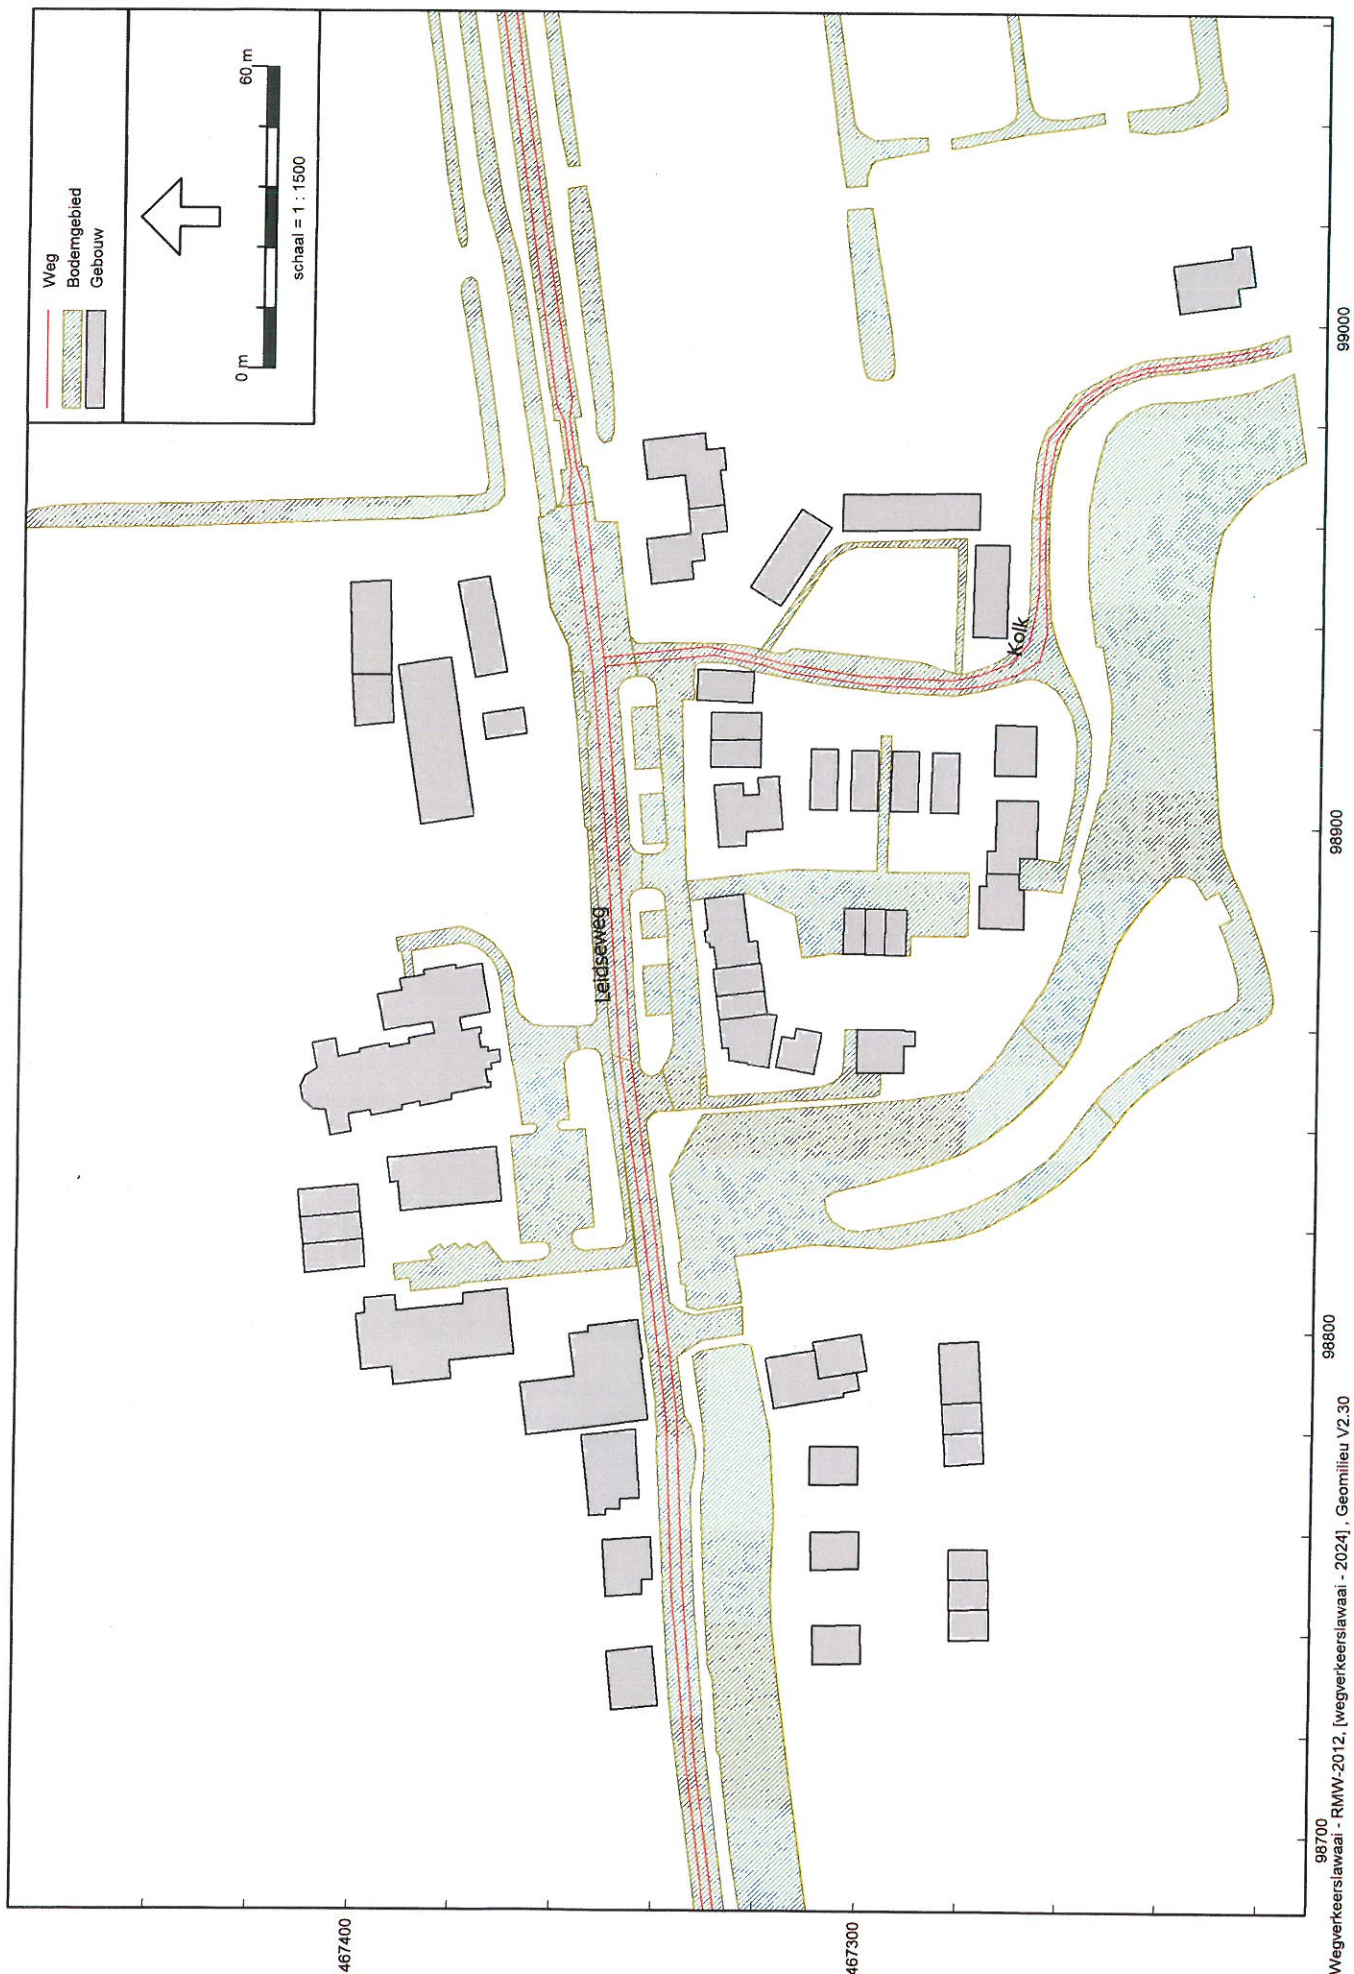 Weg
Bodemgebied
Gebouw
0 m
60 m
schaal = 1 : 1500
Leidseweg
Kolk
467400
467300
98700
98800
98900
99000
Wegverkeerslawaai - RMW-2012, [wegverkeerslawaai - 2024] , Geomilieu V2.30